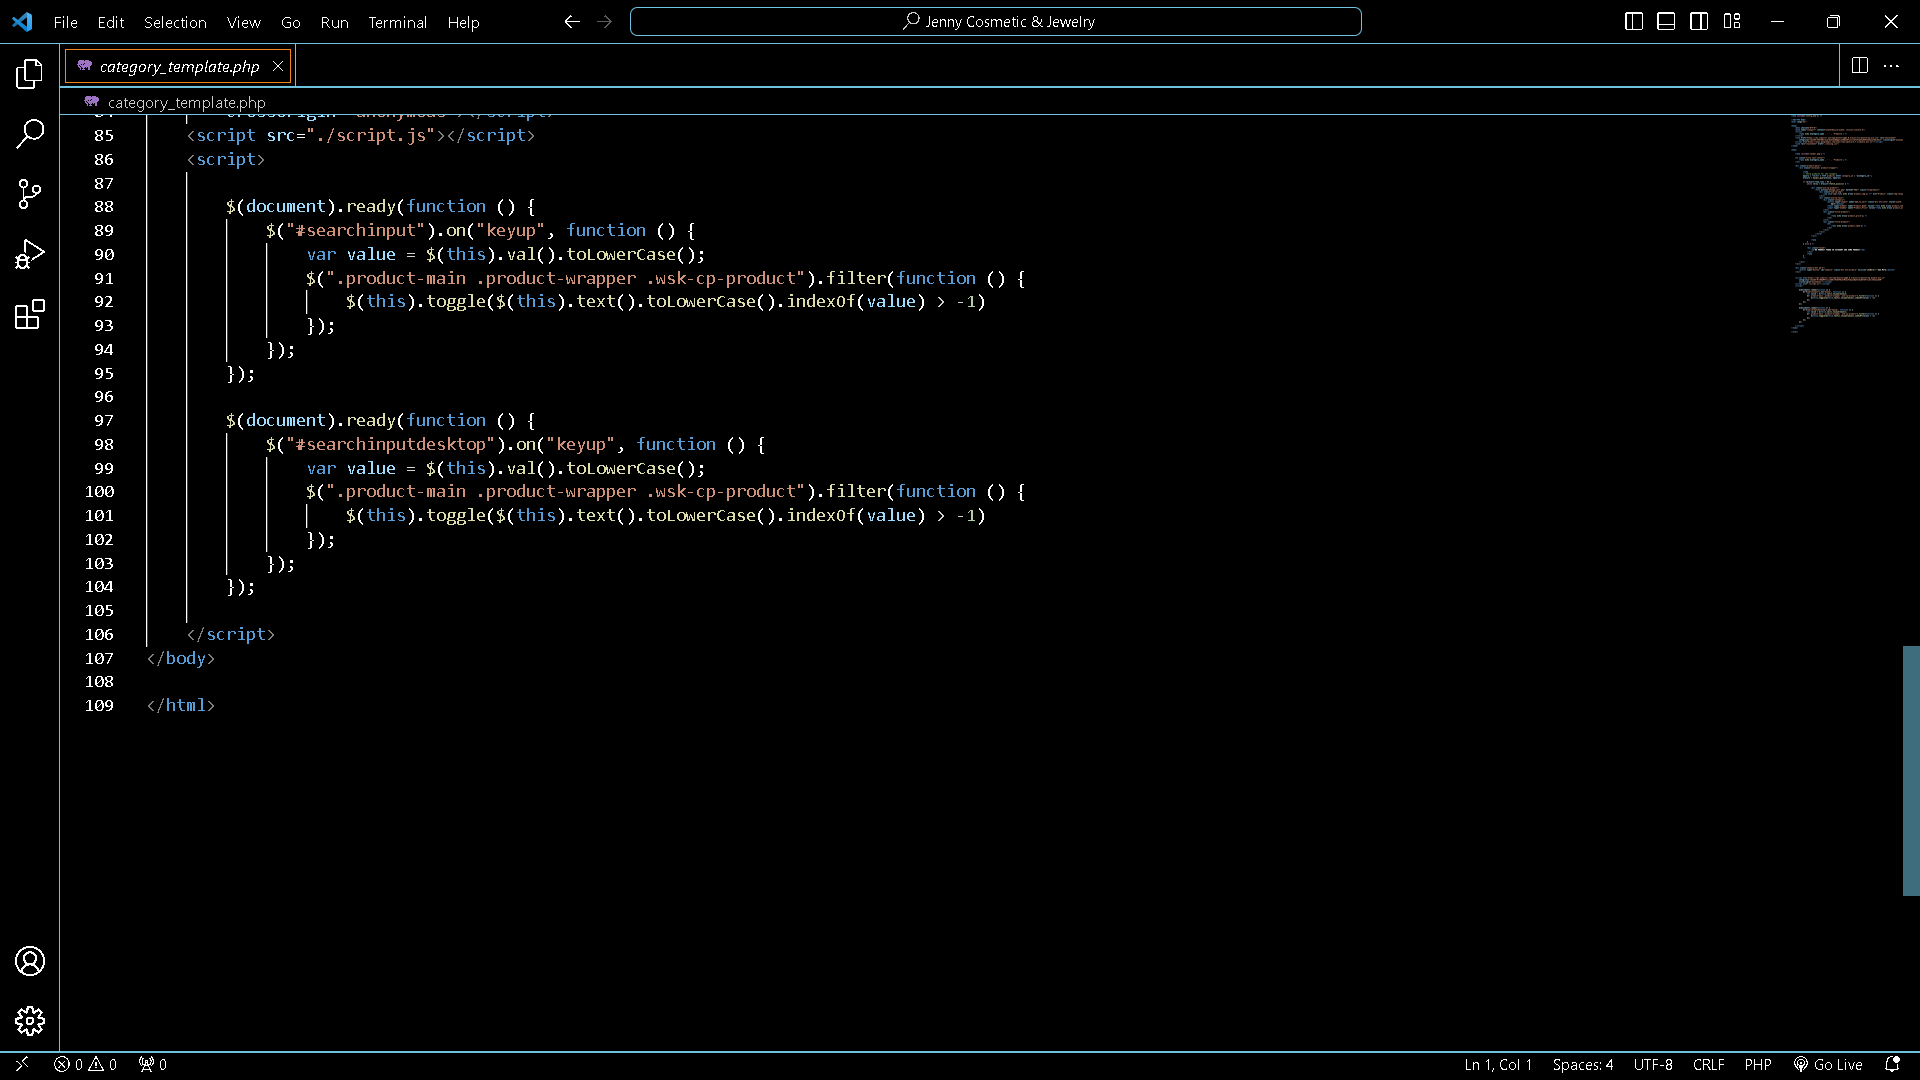 File Edit Selection View Go Run Terminal Help
Jenny Cosmetic & Jewelry
category_template.php
category_template.php
85 <script src="./script.js"></script>
86 <script>
87
88 $(document).ready(function () {
89 $("#searchinput").on("keyup", function () {
90 var value = $(this).val().toLowerCase();
91 $(".product-main .product-wrapper .wsk-cp-product").filter(function () {
92 $(this).toggle($(this).text().toLowerCase().indexOf(value) > -1)
93 });
94 });
95 });
96
97 $(document).ready(function () {
98 $("#searchinputdesktop").on("keyup", function () {
99 var value = $(this).val().toLowerCase();
100 $(".product-main .product-wrapper .wsk-cp-product").filter(function () {
101 $(this).toggle($(this).text().toLowerCase().indexOf(value) > -1)
102 });
103 });
104 });
105
106 </script>
107 </body>
108
109 </html>
0 0 0 Ln 1, Col 1 Spaces: 4 UTF-8 CRLF PHP Go Live